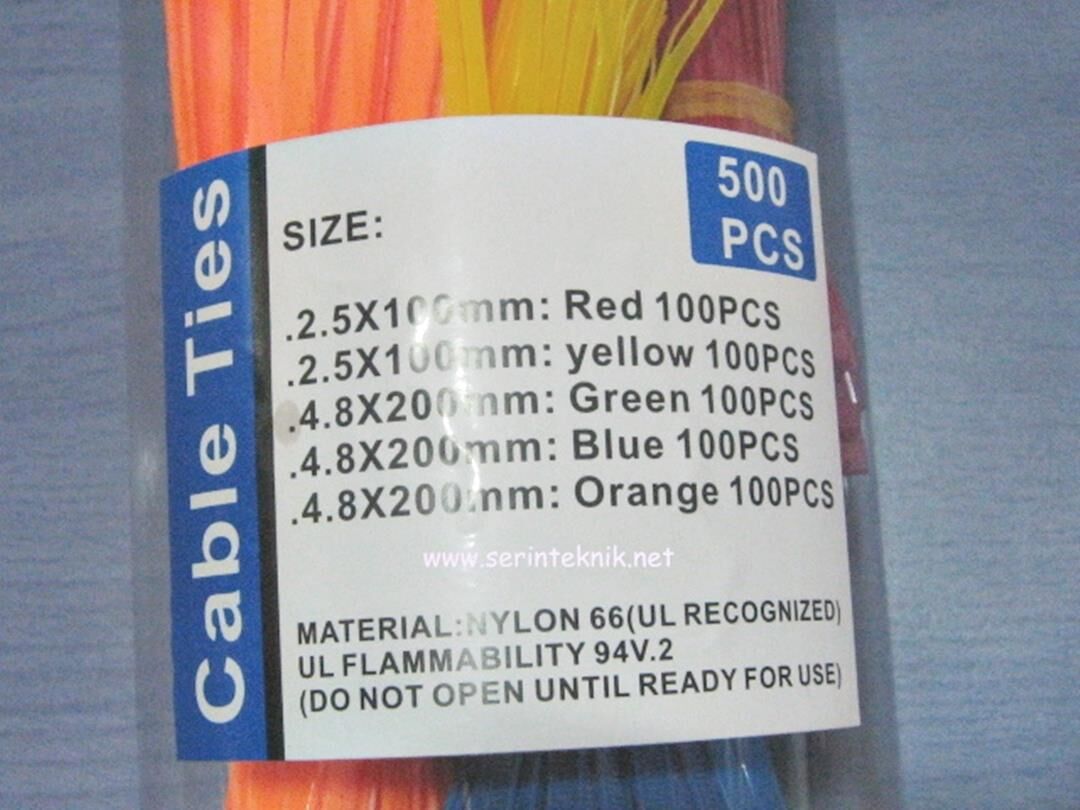 Cable Ties
500
PCS
SIZE:
.2.5X100mm: Red 100PCS
.2.5X100mm: yellow 100PCS
.4.8X200mm: Green 100PCS
.4.8X200mm: Blue 100PCS
.4.8X200mm: Orange 100PCS
www.serinteknik.net
MATERIAL:NYLON 66(UL RECOGNIZED)
UL FLAMMABILITY 94V.2
(DO NOT OPEN UNTIL READY FOR USE)